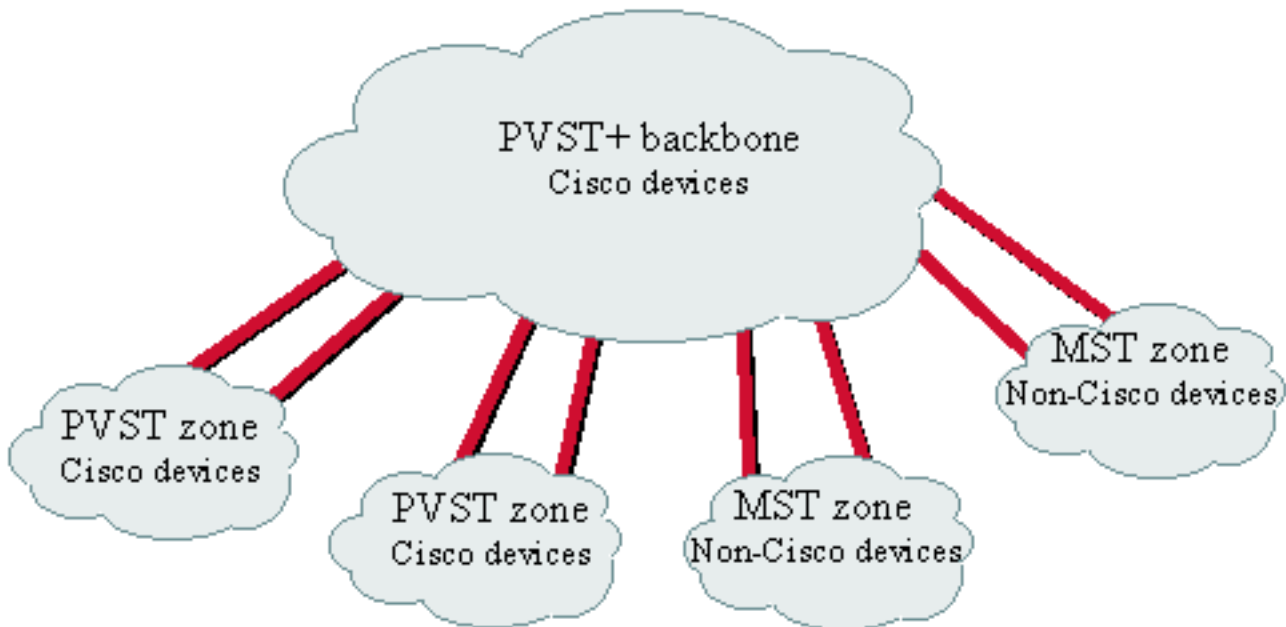 PVST+ backbone
Cisco devices
PVST zone
Cisco devices
PVST zone
Cisco devices
MST zone
Non-Cisco devices
MST zone
Non-Cisco devices